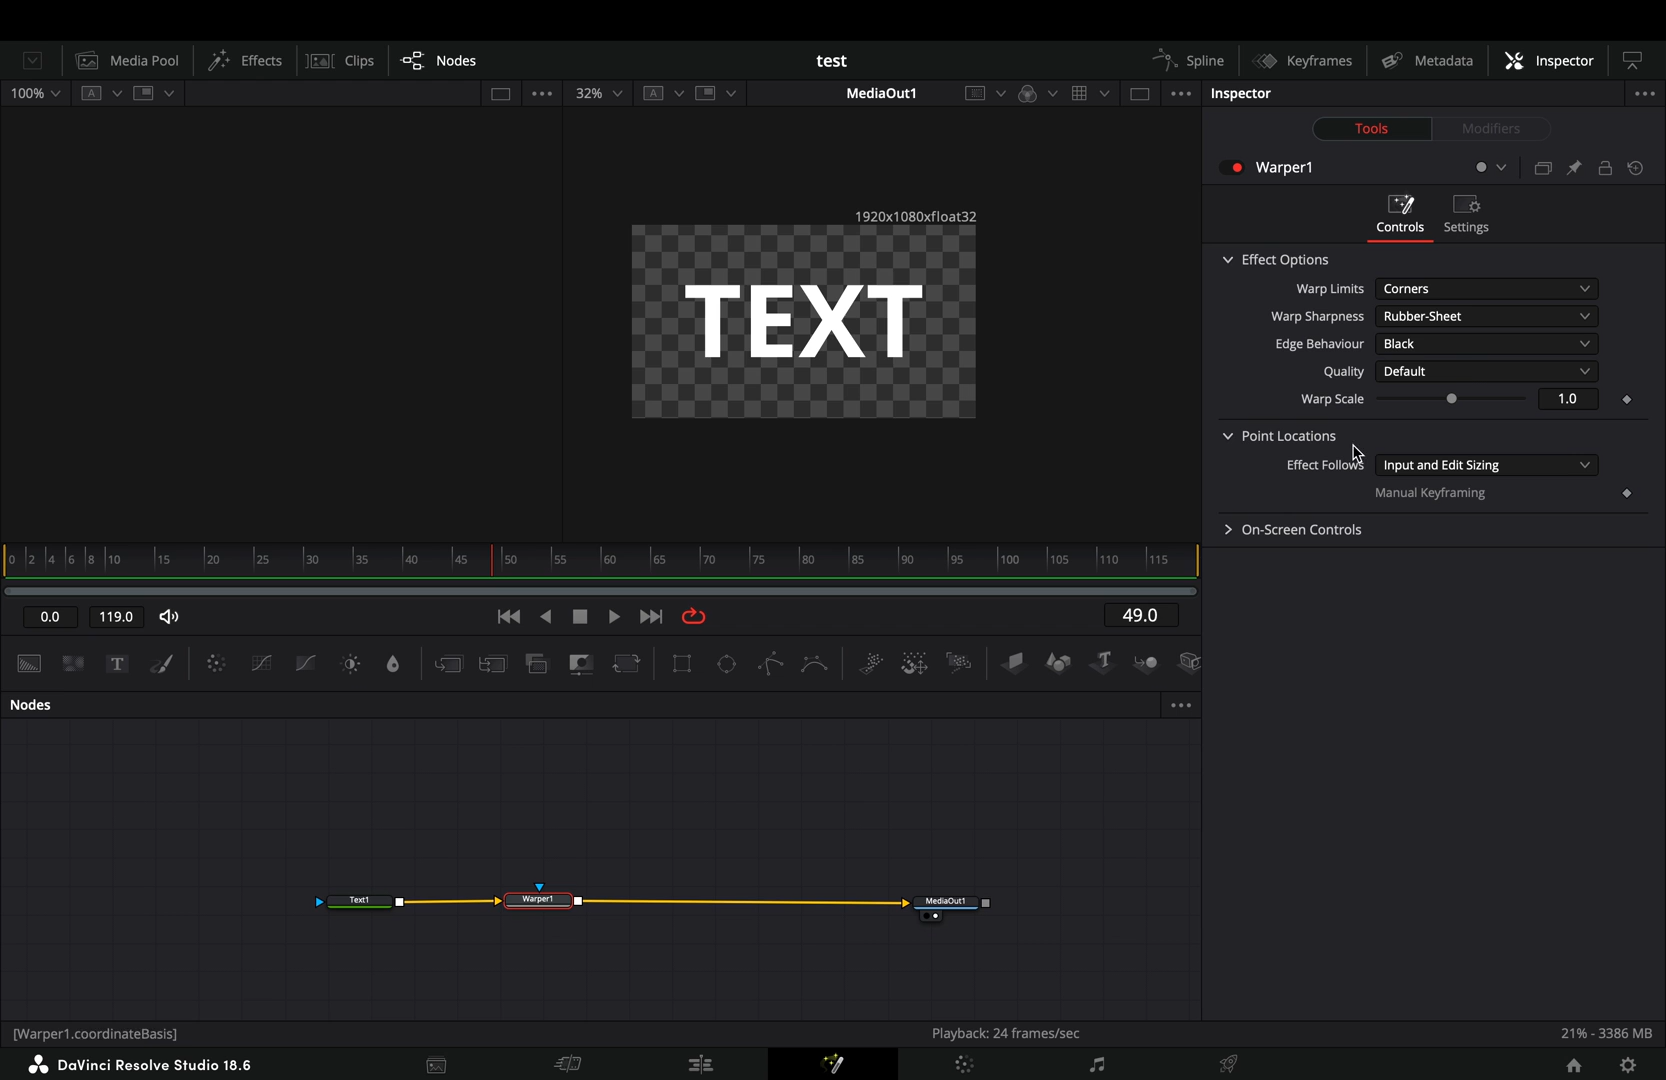 Media Pool
Effects
Clips
Nodes
test
Spline
Keyframes
Metadata
Inspector
100%
A
32%
A
MediaOut1
Inspector
Tools
Modifiers
Warper1
Controls
Settings
1920x1080xfloat32
TEXT
Effect Options
Warp Limits
Corners
Warp Sharpness
Rubber-Sheet
Edge Behaviour
Black
Quality
Default
Warp Scale
1.0
Point Locations
Effect Follows
Input and Edit Sizing
Manual Keyframing
On-Screen Controls
0 2 4 6 8 10 15 20 25 30 35 40 45 50 55 60 65 70 75 80 85 90 95 100 105 110 115
0.0
119.0
49.0
T
T
Nodes
Text1
Warper1
MediaOut1
[Warper1.coordinateBasis]
Playback: 24 frames/sec
21% - 3386 MB
DaVinci Resolve Studio 18.6